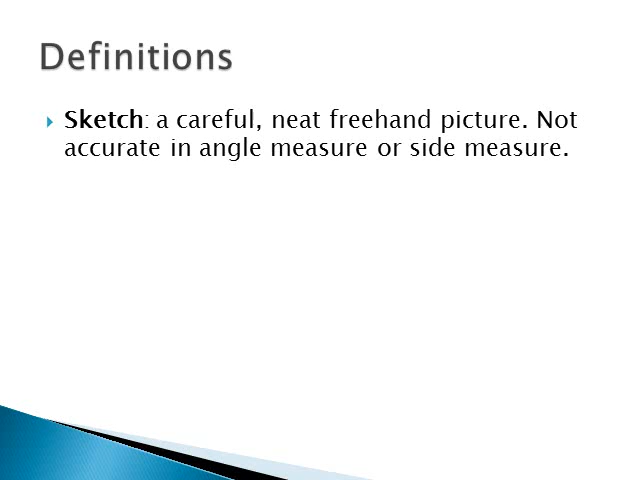 Definitions
Sketch: a careful, neat freehand picture. Not
accurate in angle measure or side measure.